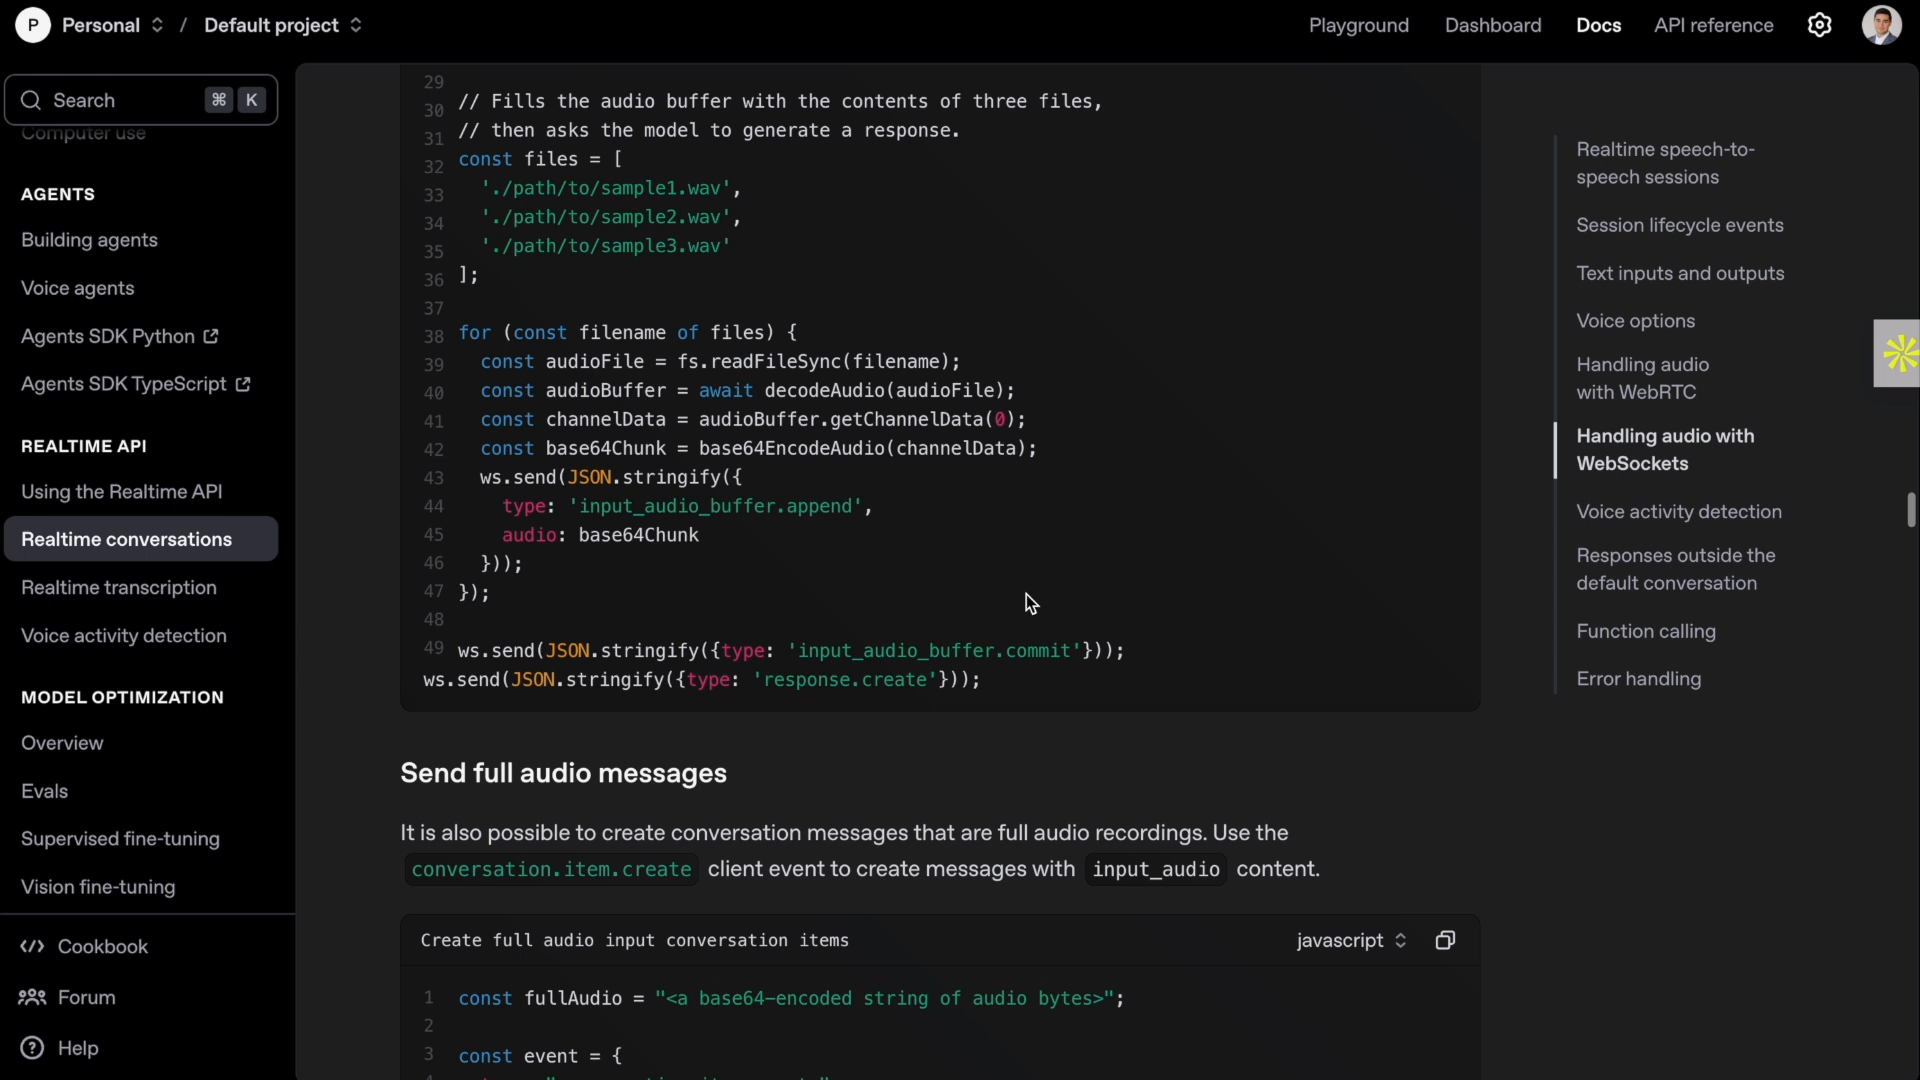 P Personal / Default project
Playground Dashboard Docs API reference
Search ⌘ K
Computer use
AGENTS
Building agents
Voice agents
Agents SDK Python
Agents SDK TypeScript
REALTIME API
Using the Realtime API
Realtime conversations
Realtime transcription
Voice activity detection
MODEL OPTIMIZATION
Overview
Evals
Supervised fine-tuning
Vision fine-tuning
Cookbook
Forum
Help
29
30 // Fills the audio buffer with the contents of three files,
31 // then asks the model to generate a response.
32 const files = [
33 './path/to/sample1.wav',
34 './path/to/sample2.wav',
35 './path/to/sample3.wav'
36 ];
37
38 for (const filename of files) {
39 const audioFile = fs.readFileSync(filename);
40 const audioBuffer = await decodeAudio(audioFile);
41 const channelData = audioBuffer.getChannelData(0);
42 const base64Chunk = base64EncodeAudio(channelData);
43 ws.send(JSON.stringify({
44 type: 'input_audio_buffer.append',
45 audio: base64Chunk
46 }));
47 });
48
49 ws.send(JSON.stringify({type: 'input_audio_buffer.commit'}));
ws.send(JSON.stringify({type: 'response.create'}));
Send full audio messages
It is also possible to create conversation messages that are full audio recordings. Use the
conversation.item.create client event to create messages with input_audio content.
Create full audio input conversation items javascript
1 const fullAudio = "<a base64-encoded string of audio bytes>";
2
3 const event = {
Realtime speech-to-
speech sessions
Session lifecycle events
Text inputs and outputs
Voice options
Handling audio
with WebRTC
Handling audio with
WebSockets
Voice activity detection
Responses outside the
default conversation
Function calling
Error handling